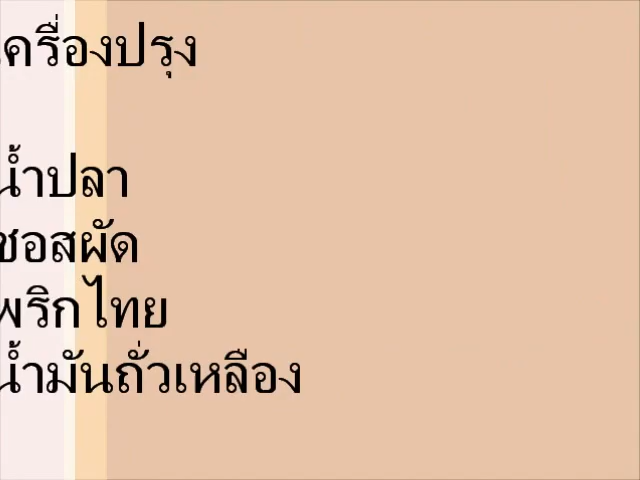 เครื่องปรุง
น้ำปลา
ซอสผัด
พริกไทย
น้ำมันถั่วเหลือง